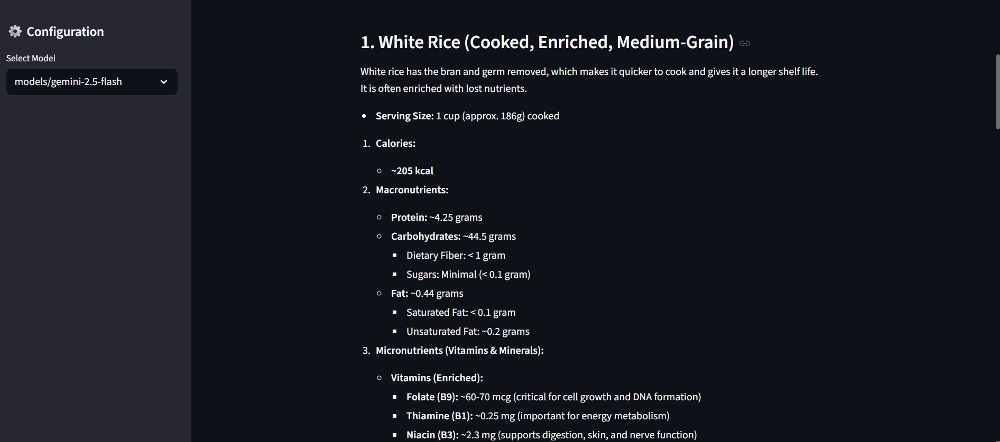 Configuration
Select Model
models/gemini-2.5-flash
1. White Rice (Cooked, Enriched, Medium-Grain)
White rice has the bran and germ removed, which makes it quicker to cook and gives it a longer shelf life.
It is often enriched with lost nutrients.
• Serving Size: 1 cup (approx. 186g) cooked
1. Calories:
○ ~205 kcal
2. Macronutrients:
○ Protein: ~4.25 grams
○ Carbohydrates: ~44.5 grams
▪ Dietary Fiber: < 1 gram
▪ Sugars: Minimal (< 0.1 gram)
○ Fat: ~0.44 grams
▪ Saturated Fat: < 0.1 gram
▪ Unsaturated Fat: ~0.2 grams
3. Micronutrients (Vitamins & Minerals):
○ Vitamins (Enriched):
▪ Folate (B9): ~60-70 mcg (critical for cell growth and DNA formation)
▪ Thiamine (B1): ~0.25 mg (important for energy metabolism)
▪ Niacin (B3): ~2.3 mg (supports digestion, skin, and nerve function)